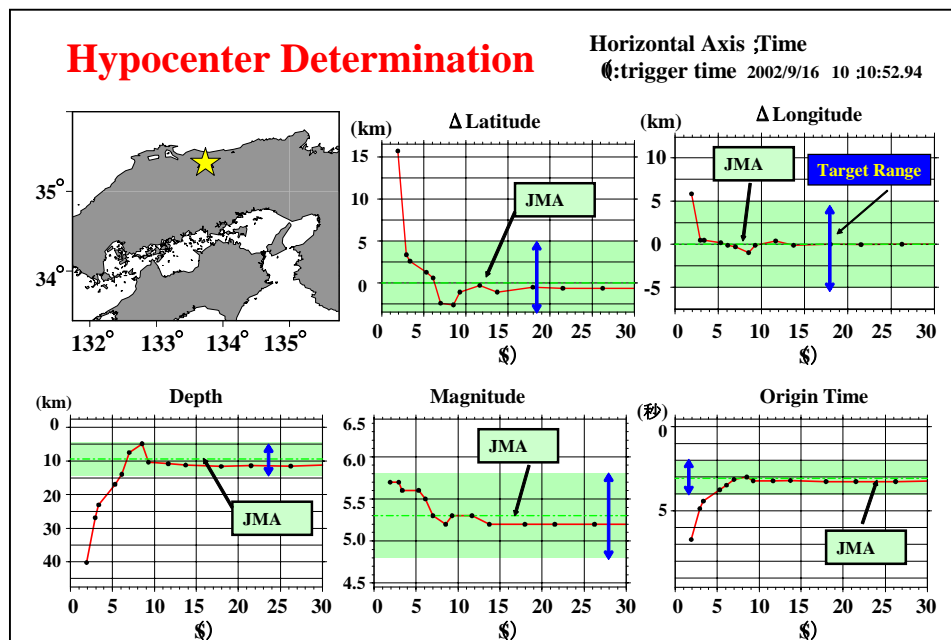 Hypocenter Determination
Horizontal Axis ;Time
0:trigger time 2002/9/16 10:10:52.94
35°
34°
132° 133° 134° 135°
(km)
Δ Latitude
15
10
5
0
JMA
0 5 10 15 20 25 30
(km)
Δ Longitude
10
5
0
-5
JMA
Target Range
0 5 10 15 20 25 30
(km)
Depth
0
10
20
30
40
JMA
0 5 10 15 20 25 30
Magnitude
6.5
6.0
5.5
5.0
4.5
JMA
0 5 10 15 20 25 30
(秒)
Origin Time
0
5
JMA
0 5 10 15 20 25 30